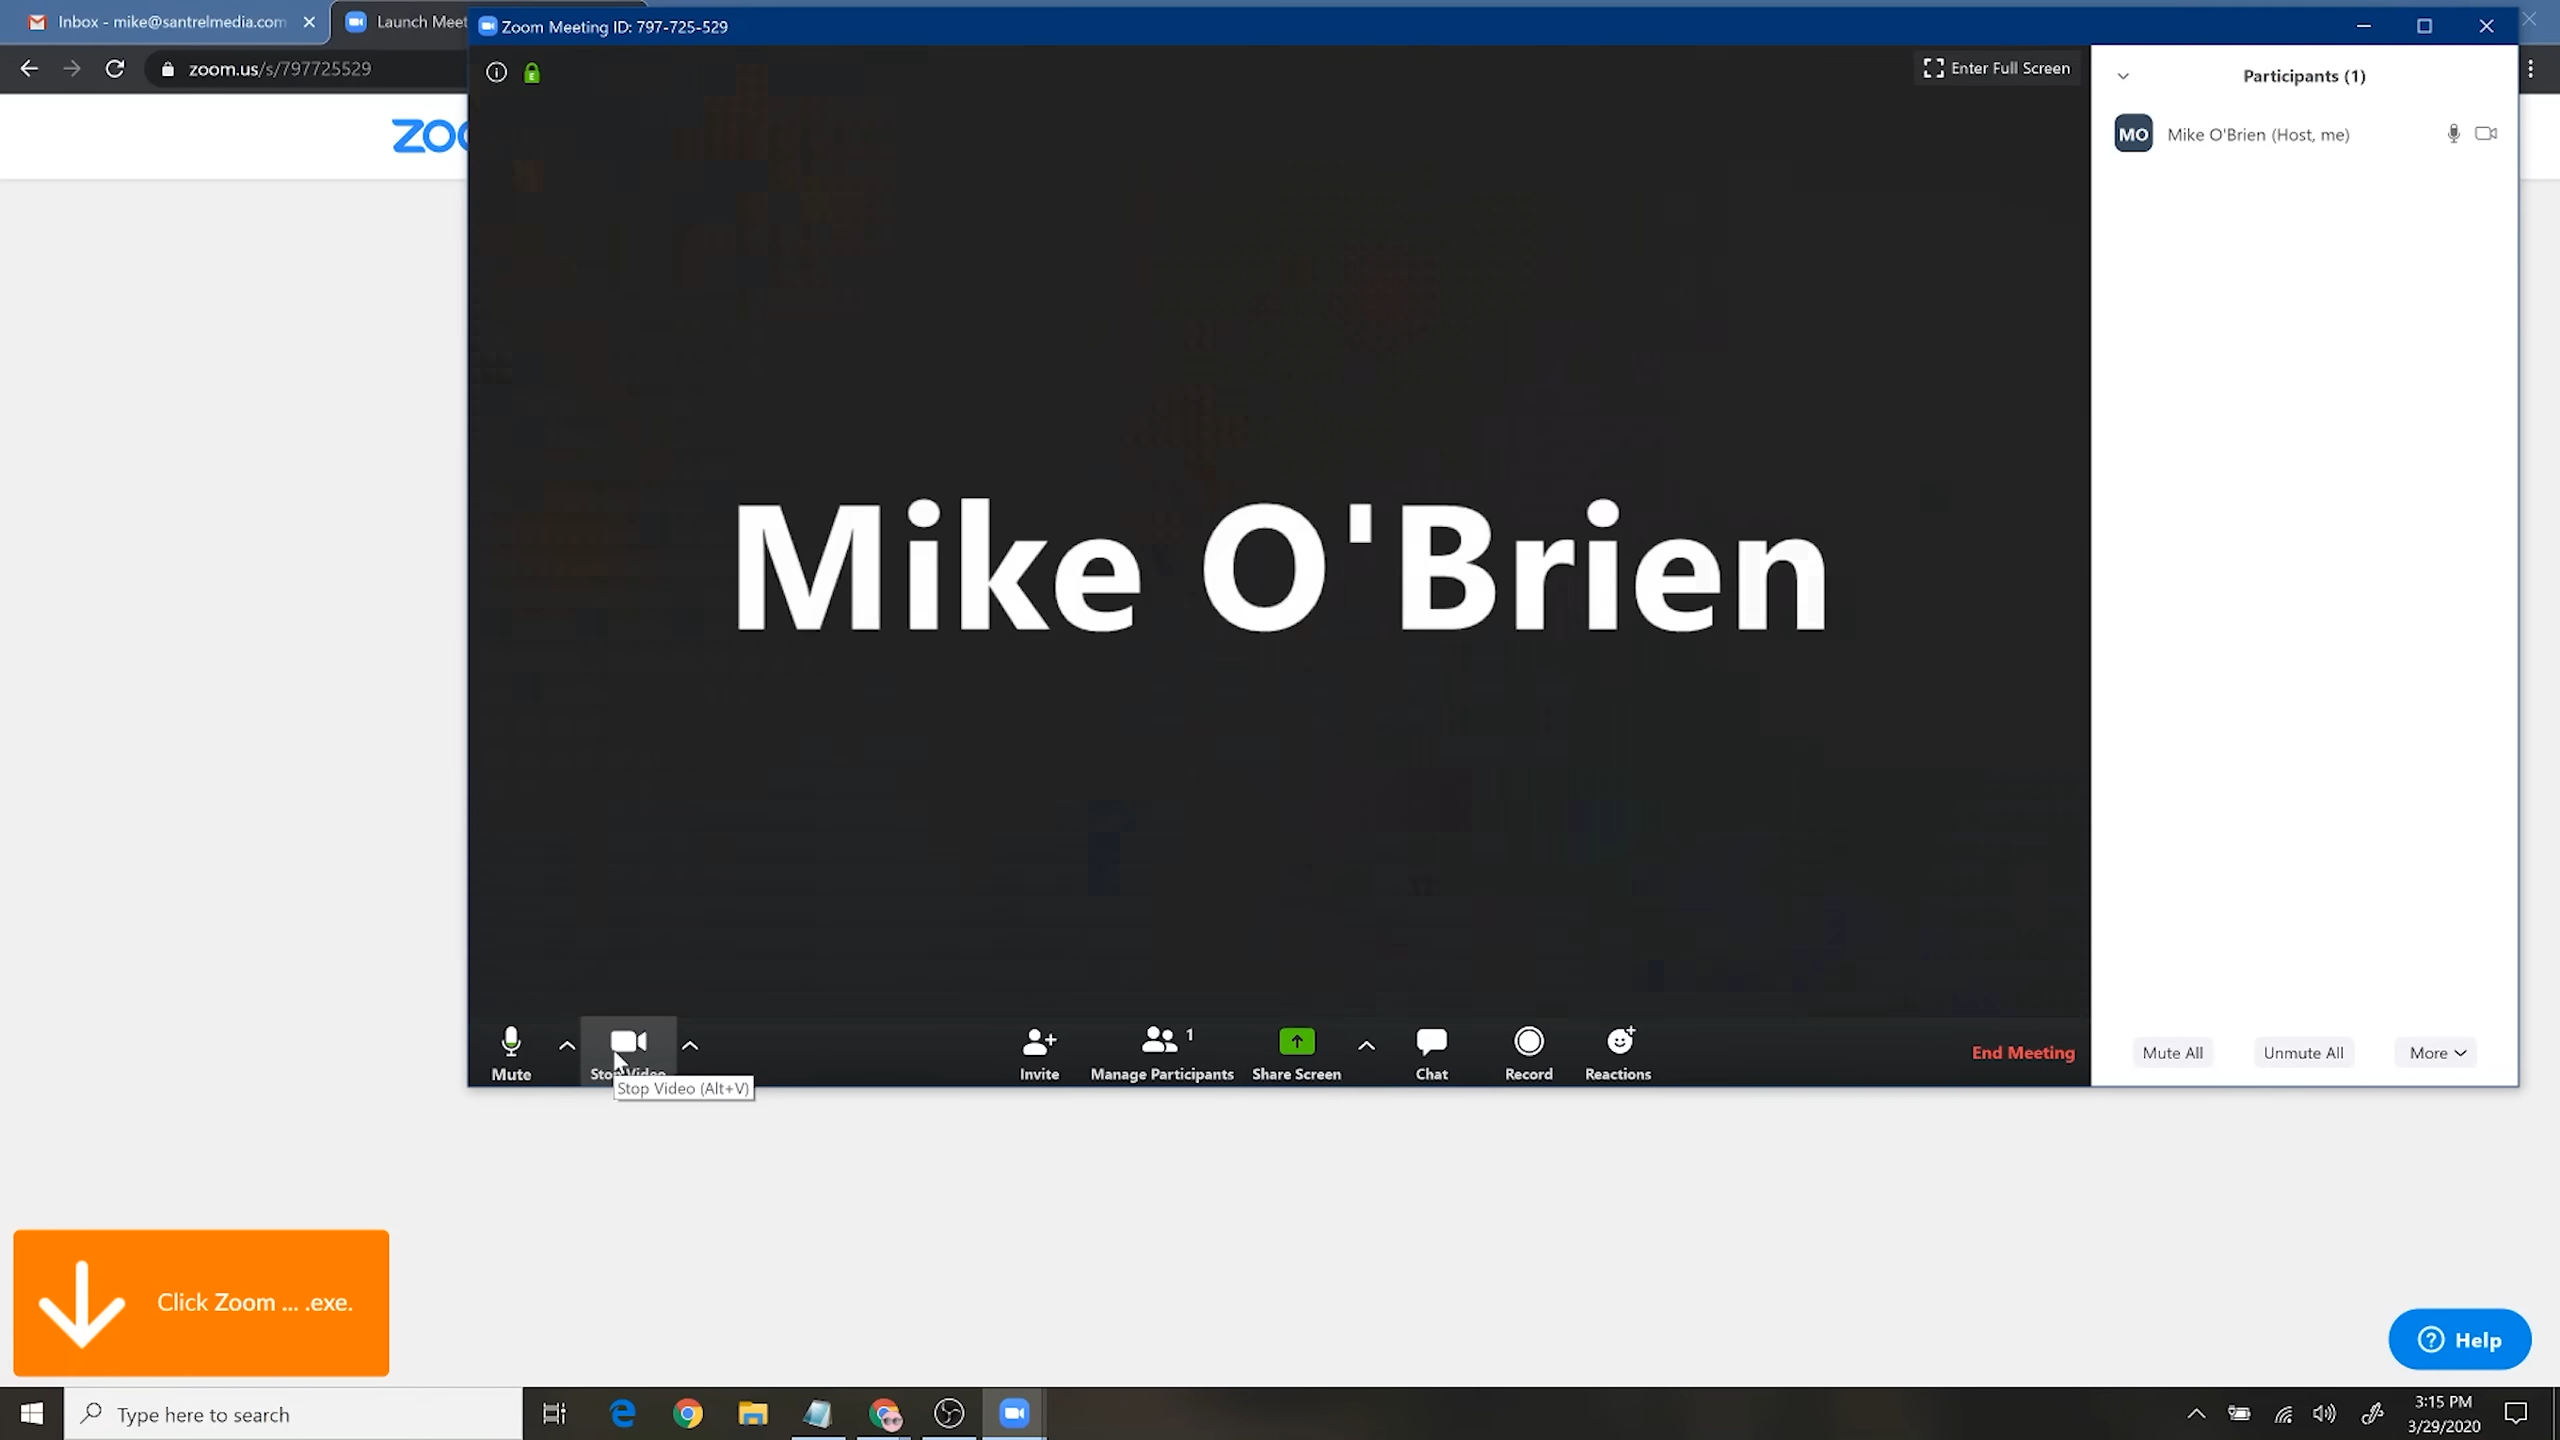 Inbox - mike@santrelmedia.com
Launch Meet
Zoom Meeting ID: 797-725-529
zoom.us/s/797725529
Enter Full Screen
Participants (1)
ZOO
MO Mike O'Brien (Host, me)
Mike O'Brien
Mute
Stop Video
Stop Video (Alt+V)
Invite
1
Manage Participants
Share Screen
Chat
Record
Reactions
End Meeting
Mute All
Unmute All
More
Click Zoom ... .exe.
Help
Type here to search
3:15 PM
3/29/2020